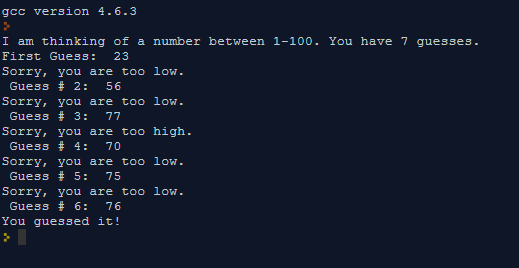 gcc version 4.6.3
I am thinking of a number between 1-100. You have 7 guesses.
First Guess:  23
Sorry, you are too low.
 Guess # 2:  56
Sorry, you are too low.
 Guess # 3:  77
Sorry, you are too high.
 Guess # 4:  70
Sorry, you are too low.
 Guess # 5:  75
Sorry, you are too low.
 Guess # 6:  76
You guessed it!